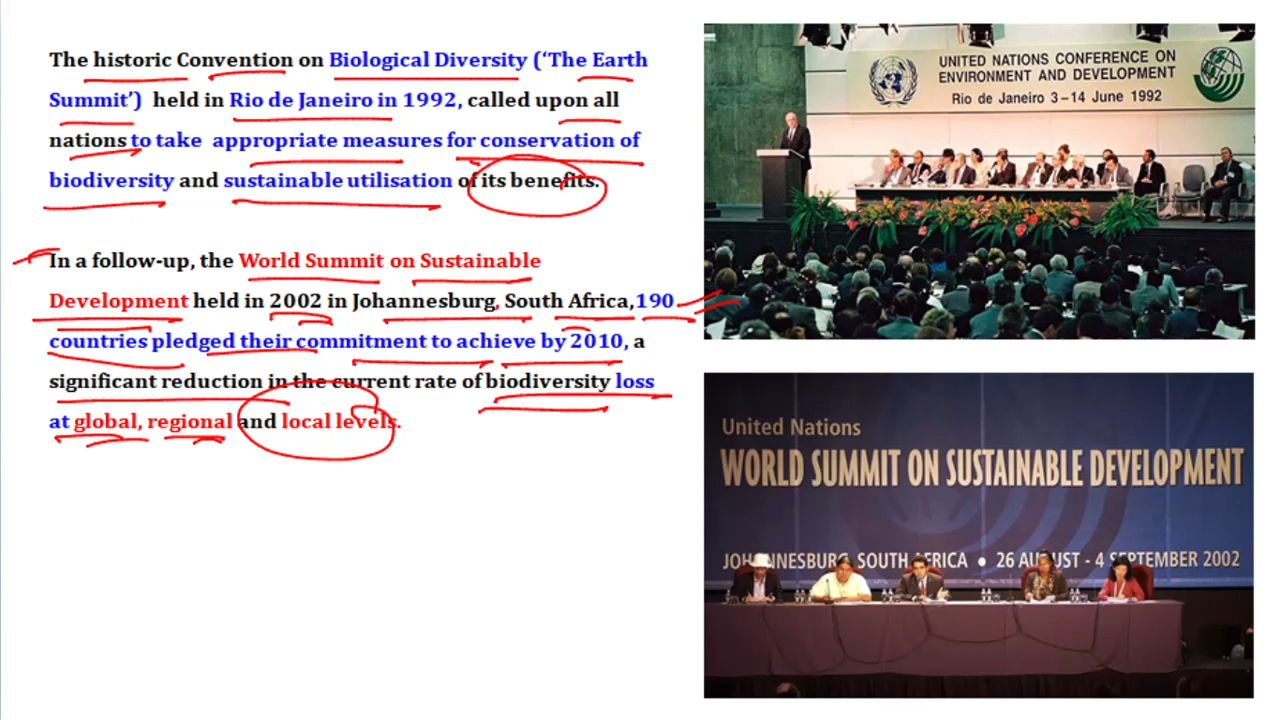 The historic Convention on Biological Diversity (‘The Earth
Summit’) held in Rio de Janeiro in 1992, called upon all
nations to take appropriate measures for conservation of
biodiversity and sustainable utilisation of its benefits.
In a follow-up, the World Summit on Sustainable
Development held in 2002 in Johannesburg, South Africa,190
countries pledged their commitment to achieve by 2010, a
significant reduction in the current rate of biodiversity loss
at global, regional and local levels.
UNITED NATIONS CONFERENCE ON
ENVIRONMENT AND DEVELOPMENT
Rio de Janeiro 3-14 June 1992
United Nations
WORLD SUMMIT ON SUSTAINABLE DEVELOPMENT
JOHANNESBURG, SOUTH AFRICA • 26 AUGUST - 4 SEPTEMBER 2002